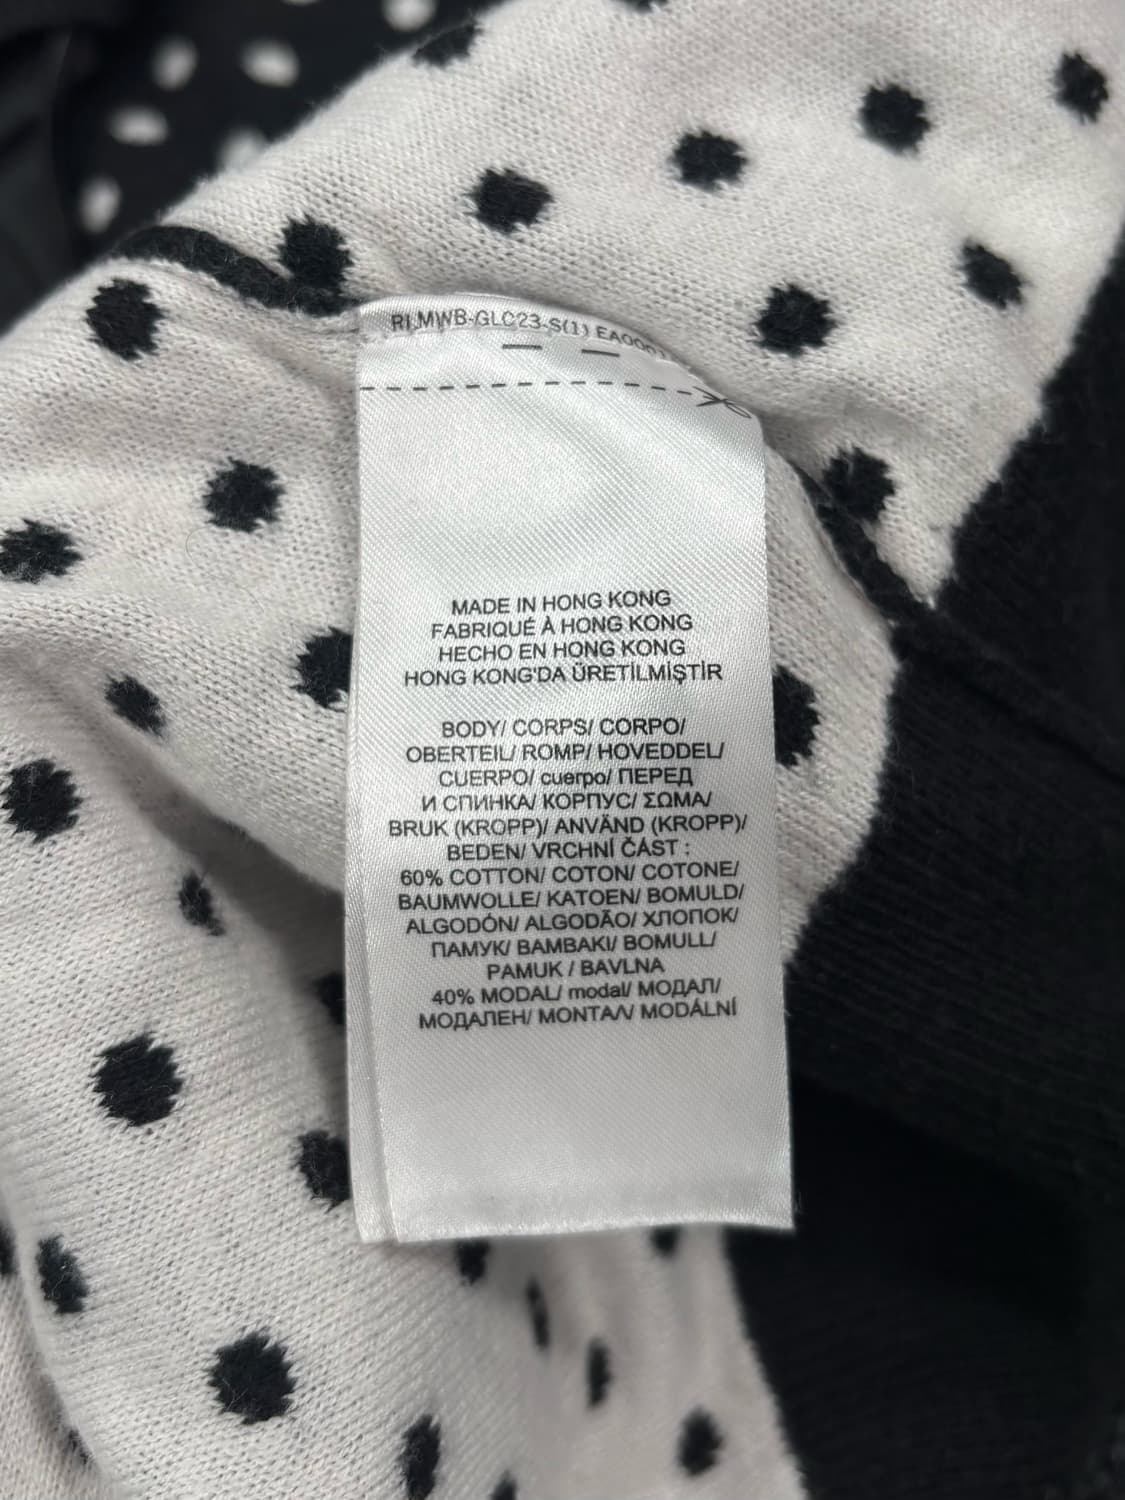 RLMWB-GLC23-S(1)
MADE IN HONG KONG
FABRIQUÉ À HONG KONG
HECHO EN HONG KONG
HONG KONG'DA ÜRETİLMİŞTİR
BODY/ CORPS/ CORPO/
OBERTEIL/ ROMP/ HOVEDDEL/
CUERPO/ cuerpo/ ПЕРЕД
И СПИНКА/ КОРПУС/ ΣΩΜΑ/
BRUK (KROPP)/ ANVÄND (KROPP)/
BEDEN/ VRCHNÍ ČÁST :
60% COTTON/ COTON/ COTONE/
BAUMWOLLE/ KATOEN/ BOMULD/
ALGODÓN/ ALGODÃO/ ХЛОПОК/
ПАМУК/ ΒΑΜΒΑΚΙ/ BOMULL/
PAMUK / BAVLNA
40% MODAL/ modal/ МОДАЛ/
МОДАЛЕН/ ΜΟΝΤΑΛ/ MODÁLNÍ